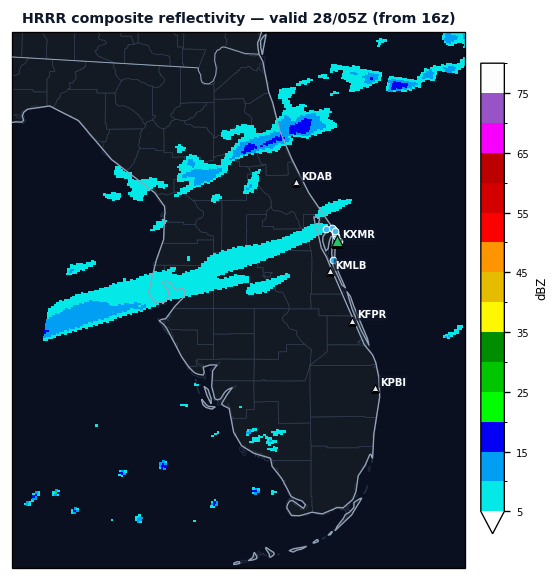 HRRR composite reflectivity — valid 28/05Z (from 16z)
75
65
KDAB
55
KXMR
KMLB
45
dBZ
KFPR
35
KPBI
25
15
5